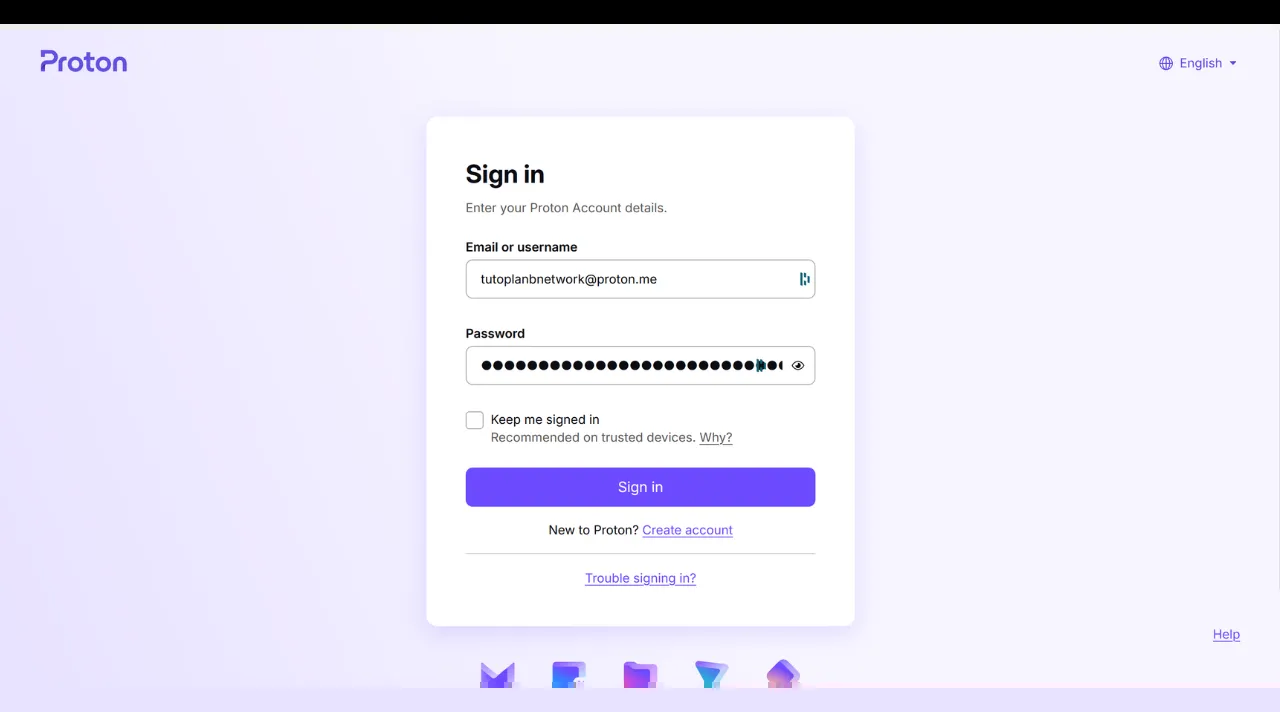 Proton
English
Sign in
Enter your Proton Account details.
Email or username
tutoplanbnetwork@proton.me
Password
Keep me signed in
Recommended on trusted devices. Why?
Sign in
New to Proton? Create account
Trouble signing in?
Help